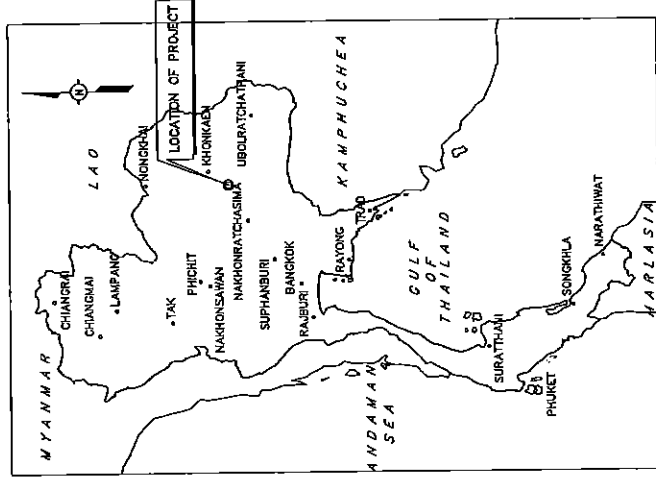 MYANMAR
LAO
N
LOCATION OF PROJECT
CHIANGRAI
CHIANGMAI
LAMPANG
NONGKHAI
TAK
PHICHIT
KHONKAEN
NAKHONSAWAN
NAKHONRATCHASIMA
UBOLRATCHATHANI
SUPHANBURI
BANGKOK
RAJBURI
RAYONG
TRAD
KAMPHUCHEA
ANDAMAN
SEA
GULF
OF
THAILAND
SURATTHANI
PHUKET
SONGKHLA
NARATHIWAT
MARLASIA